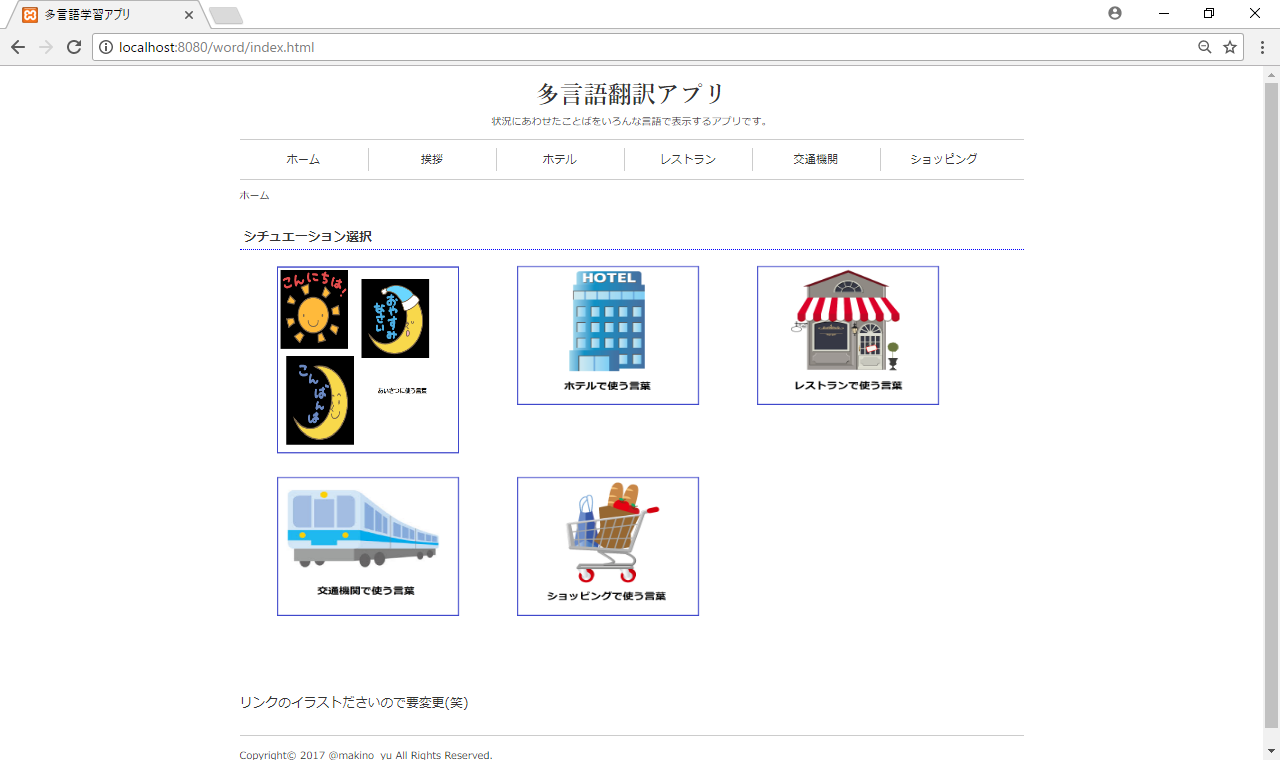 多言語学習アプリ
localhost:8080/word/index.html
多言語翻訳アプリ
状況にあわせたことばをいろんな言語で表示するアプリです。
ホーム 挨拶 ホテル レストラン 交通機関 ショッピング
ホーム
シチュエーション選択
こんにちは!
おやすみ
なさい
こんばんは
あいさつに使う言葉
HOTEL
ホテルで使う言葉
レストランで使う言葉
交通機関で使う言葉
ショッピングで使う言葉
リンクのイラストださいので要変更(笑)
Copyright© 2017 @makino_yu All Rights Reserved.